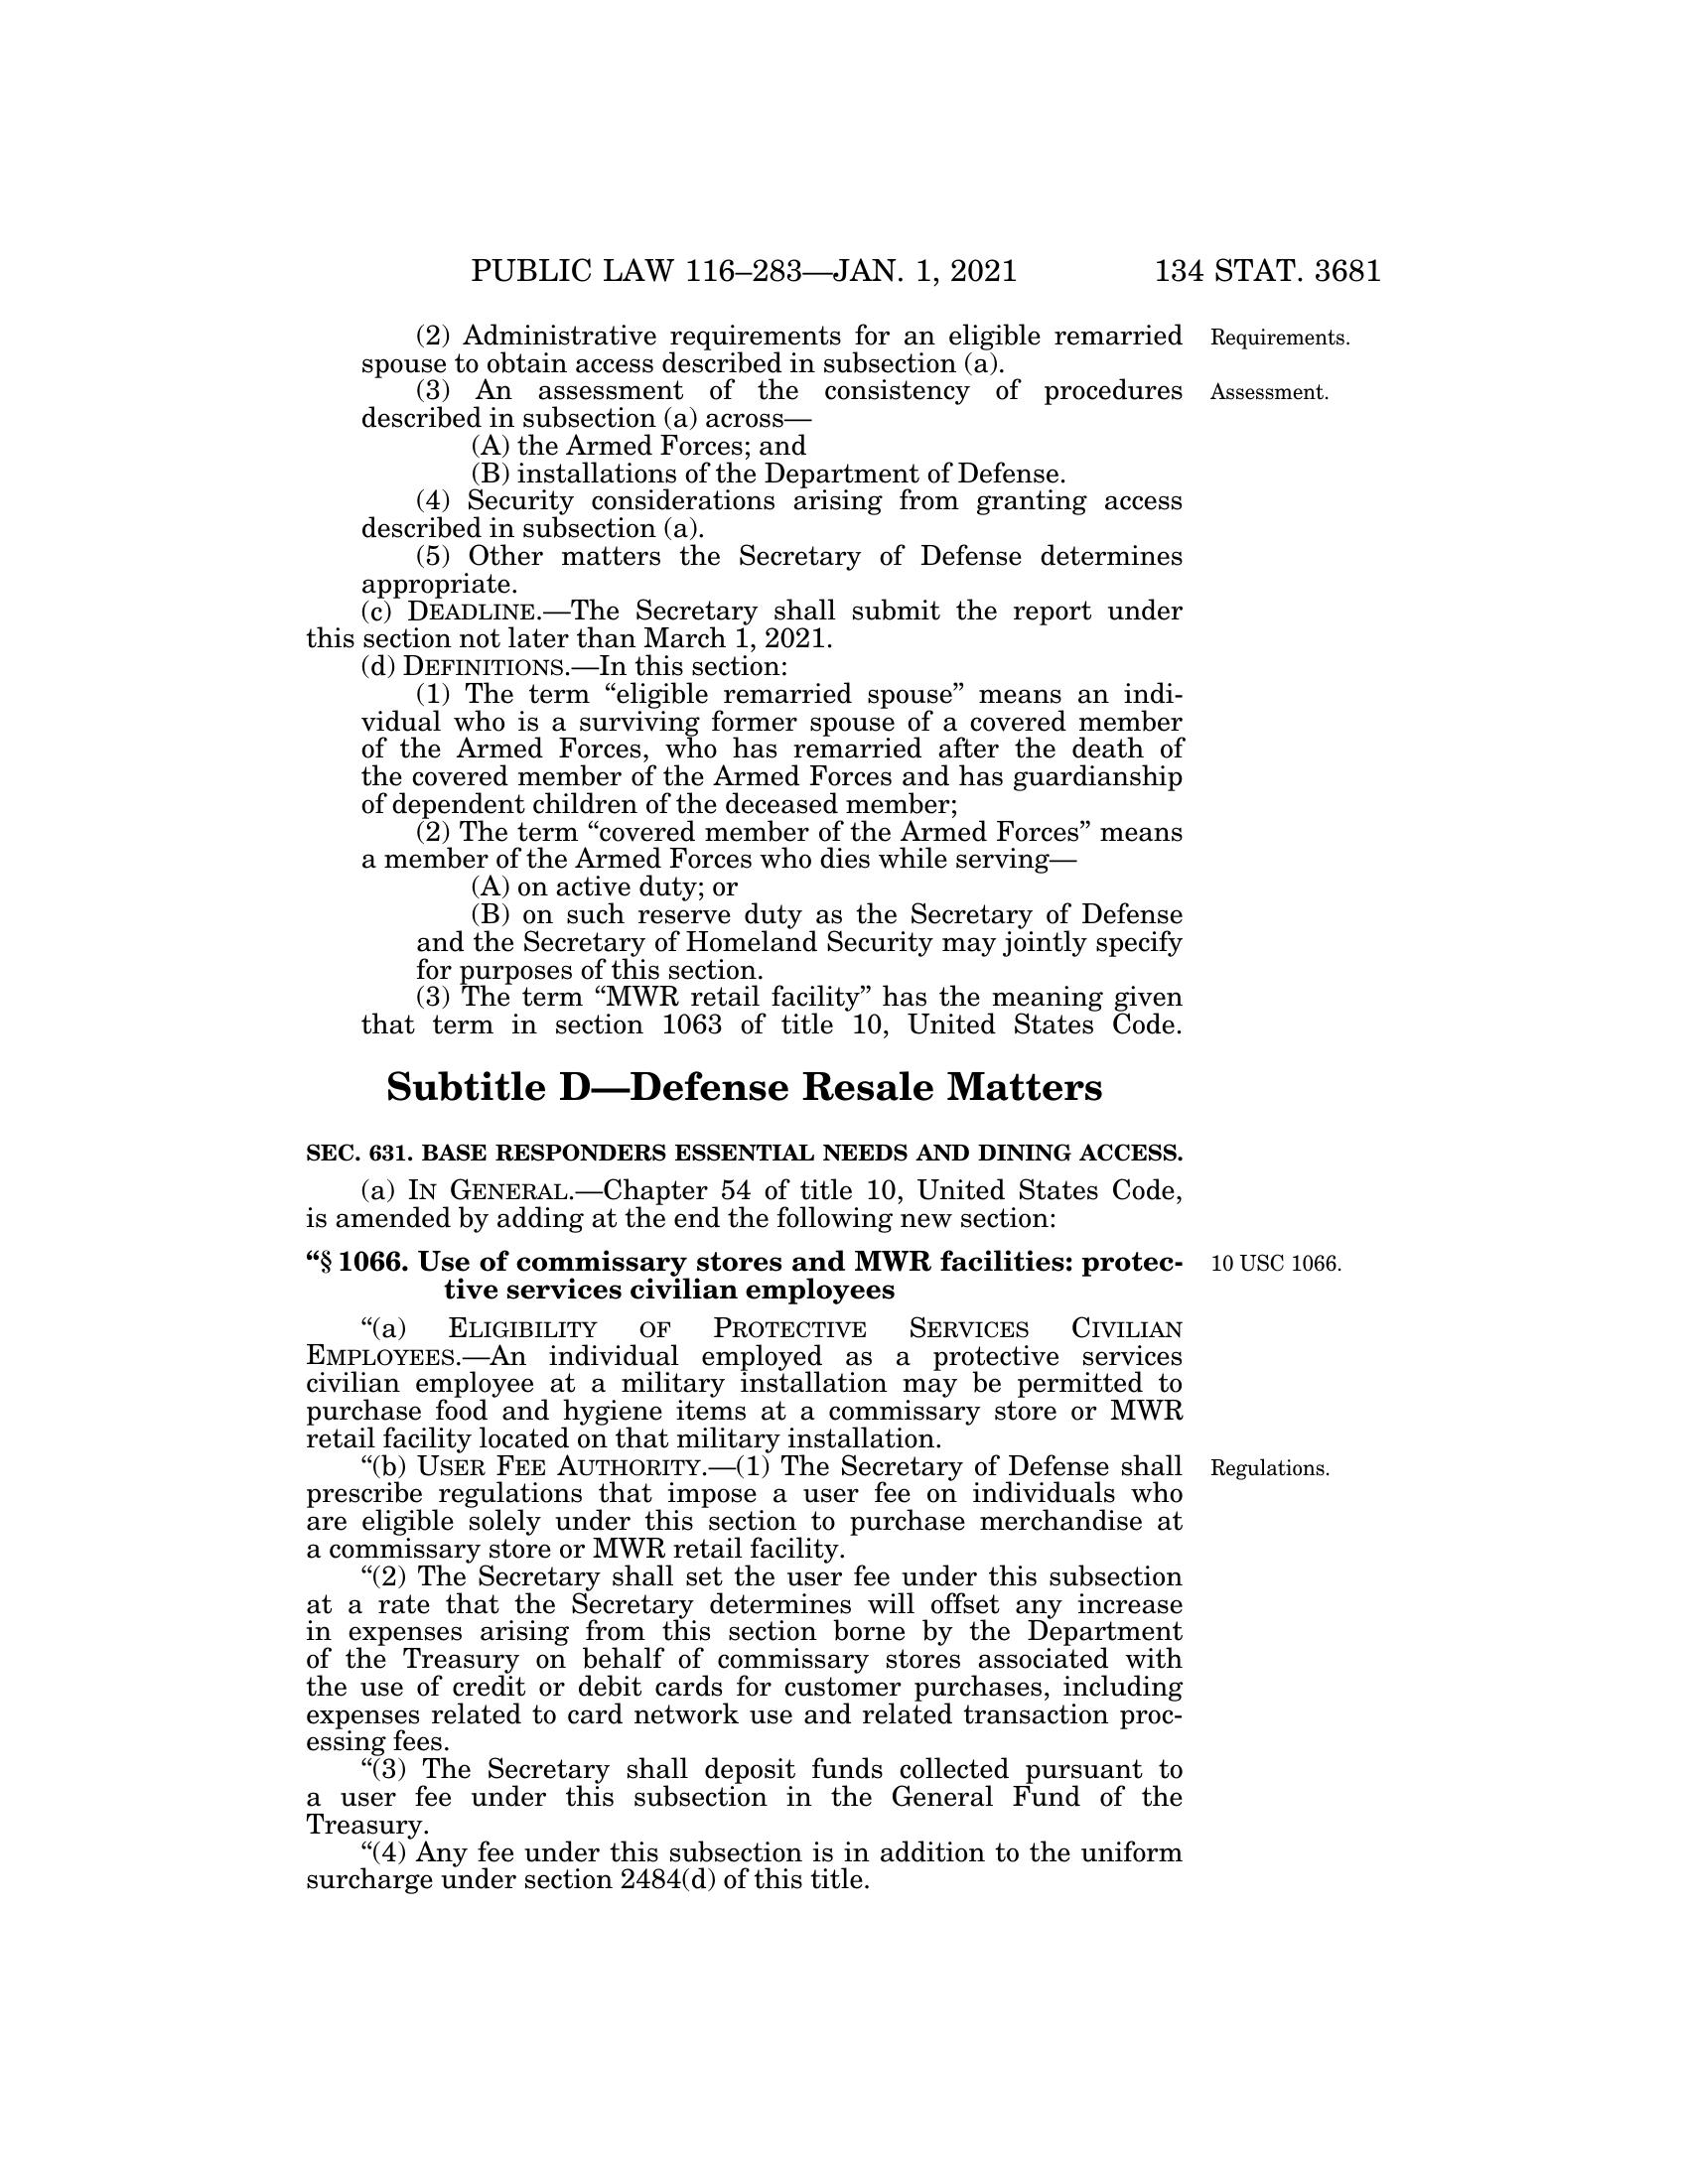 PUBLIC LAW 116–283—JAN. 1, 2021 134 STAT. 3681
(2) Administrative requirements for an eligible remarried Requirements.
spouse to obtain access described in subsection (a).
(3) An assessment of the consistency of procedures Assessment.
described in subsection (a) across—
(A) the Armed Forces; and
(B) installations of the Department of Defense.
(4) Security considerations arising from granting access
described in subsection (a).
(5) Other matters the Secretary of Defense determines
appropriate.
(c) DEADLINE.—The Secretary shall submit the report under
this section not later than March 1, 2021.
(d) DEFINITIONS.—In this section:
(1) The term “eligible remarried spouse” means an indi-
vidual who is a surviving former spouse of a covered member
of the Armed Forces, who has remarried after the death of
the covered member of the Armed Forces and has guardianship
of dependent children of the deceased member;
(2) The term “covered member of the Armed Forces” means
a member of the Armed Forces who dies while serving—
(A) on active duty; or
(B) on such reserve duty as the Secretary of Defense
and the Secretary of Homeland Security may jointly specify
for purposes of this section.
(3) The term “MWR retail facility” has the meaning given
that term in section 1063 of title 10, United States Code.
Subtitle D—Defense Resale Matters
SEC. 631. BASE RESPONDERS ESSENTIAL NEEDS AND DINING ACCESS.
(a) IN GENERAL.—Chapter 54 of title 10, United States Code,
is amended by adding at the end the following new section:
“§ 1066. Use of commissary stores and MWR facilities: protec- 10 USC 1066.
tive services civilian employees
“(a) ELIGIBILITY OF PROTECTIVE SERVICES CIVILIAN
EMPLOYEES.—An individual employed as a protective services
civilian employee at a military installation may be permitted to
purchase food and hygiene items at a commissary store or MWR
retail facility located on that military installation.
“(b) USER FEE AUTHORITY.—(1) The Secretary of Defense shall Regulations.
prescribe regulations that impose a user fee on individuals who
are eligible solely under this section to purchase merchandise at
a commissary store or MWR retail facility.
“(2) The Secretary shall set the user fee under this subsection
at a rate that the Secretary determines will offset any increase
in expenses arising from this section borne by the Department
of the Treasury on behalf of commissary stores associated with
the use of credit or debit cards for customer purchases, including
expenses related to card network use and related transaction proc-
essing fees.
“(3) The Secretary shall deposit funds collected pursuant to
a user fee under this subsection in the General Fund of the
Treasury.
“(4) Any fee under this subsection is in addition to the uniform
surcharge under section 2484(d) of this title.